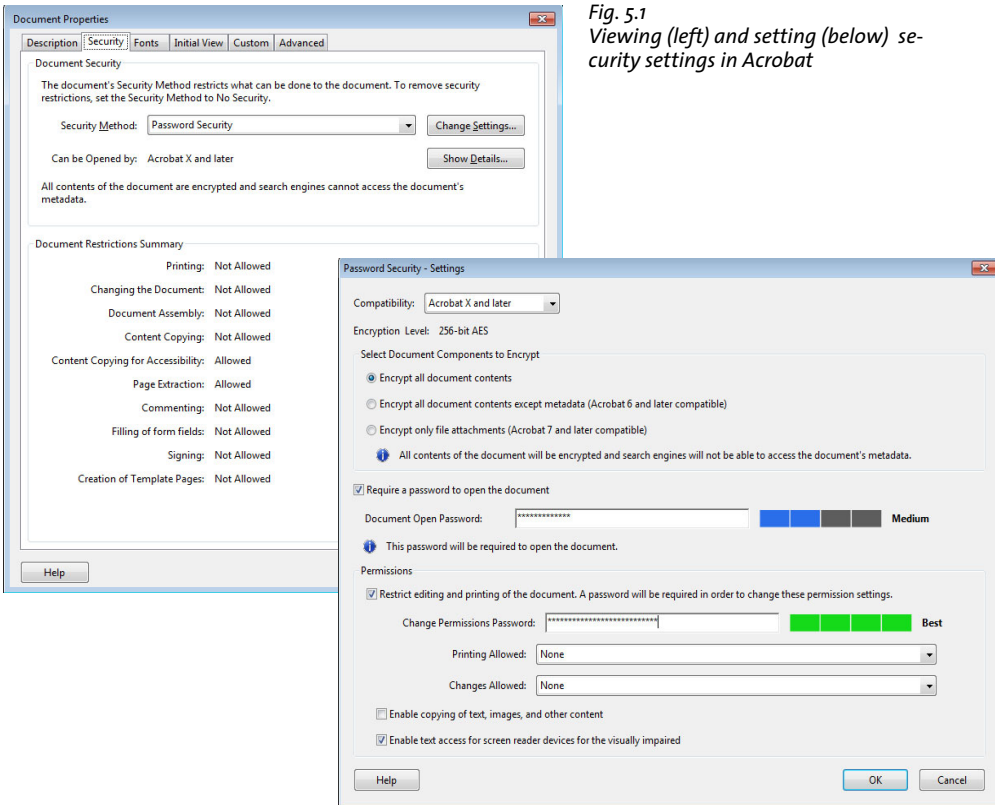 Fig. 5.1
Viewing (left) and setting (below) se-
curity settings in Acrobat
Document Properties
Description Security Fonts Initial View Custom Advanced
Document Security
The document's Security Method restricts what can be done to the document. To remove security
restrictions, set the Security Method to No Security.
Security Method: Password Security Change Settings...
Can be Opened by: Acrobat X and later Show Details...
All contents of the document are encrypted and search engines cannot access the document's
metadata.
Document Restrictions Summary
Printing: Not Allowed
Changing the Document: Not Allowed
Document Assembly: Not Allowed
Content Copying: Not Allowed
Content Copying for Accessibility: Allowed
Page Extraction: Allowed
Commenting: Not Allowed
Filling of form fields: Not Allowed
Signing: Not Allowed
Creation of Template Pages: Not Allowed
Help
Password Security - Settings
Compatibility: Acrobat X and later
Encryption Level: 256-bit AES
Select Document Components to Encrypt
Encrypt all document contents
Encrypt all document contents except metadata (Acrobat 6 and later compatible)
Encrypt only file attachments (Acrobat 7 and later compatible)
All contents of the document will be encrypted and search engines will not be able to access the document's metadata.
Require a password to open the document
Document Open Password: ************* Medium
This password will be required to open the document.
Permissions
Restrict editing and printing of the document. A password will be required in order to change these permission settings.
Change Permissions Password: ************************** Best
Printing Allowed: None
Changes Allowed: None
Enable copying of text, images, and other content
Enable text access for screen reader devices for the visually impaired
Help OK Cancel